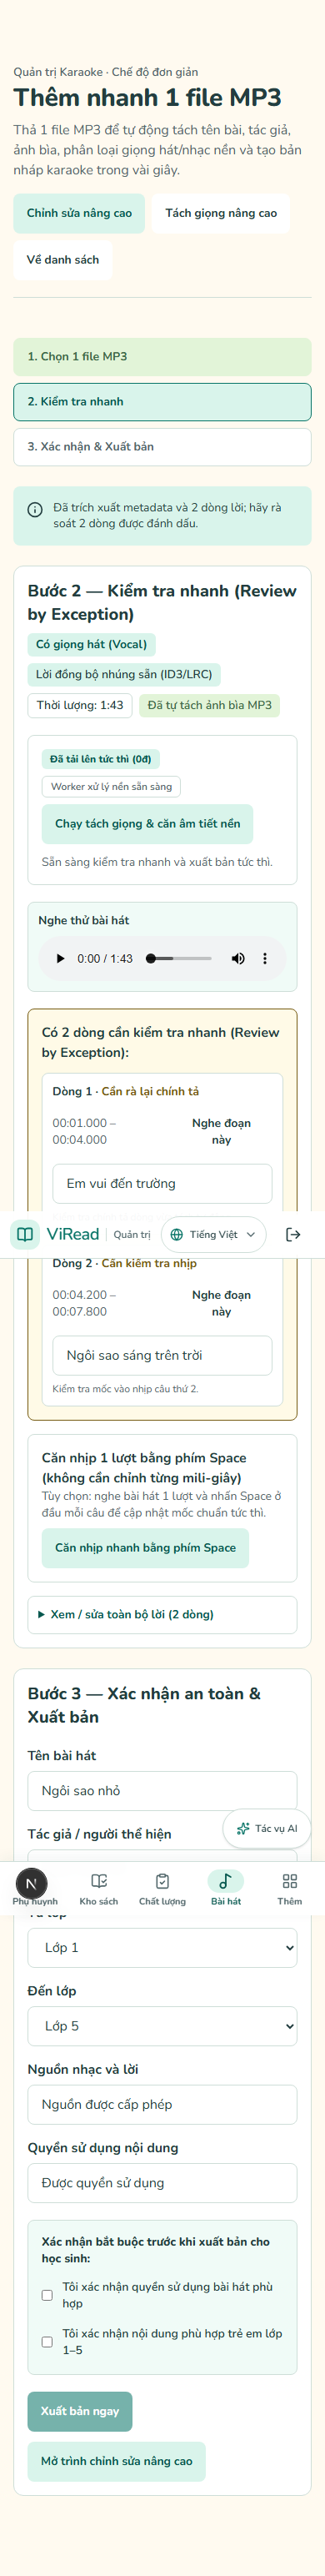 Quản trị Karaoke · Chế độ đơn giản
Thêm nhanh 1 file MP3
Thả 1 file MP3 để tự động tách tên bài, tác giả,
ảnh bìa, phân loại giọng hát/nhạc nền và tạo bản
nháp karaoke trong vài giây.
Chỉnh sửa nâng cao
Tách giọng nâng cao
Về danh sách
1. Chọn 1 file MP3
2. Kiểm tra nhanh
3. Xác nhận & Xuất bản
Đã trích xuất metadata và 2 dòng lời; hãy rà
soát 2 dòng được đánh dấu.
Bước 2 — Kiểm tra nhanh (Review
by Exception)
Có giọng hát (Vocal)
Lời đồng bộ nhúng sẵn (ID3/LRC)
Thời lượng: 1:43
Đã tự tách ảnh bìa MP3
Đã tải lên tức thì (0đ)
Worker xử lý nền sẵn sàng
Chạy tách giọng & căn âm tiết nền
Sẵn sàng kiểm tra nhanh và xuất bản tức thì.
Nghe thử bài hát
0:00 / 1:43
Có 2 dòng cần kiểm tra nhanh (Review
by Exception):
Dòng 1 · Cần rà lại chính tả
00:01.000 –
00:04.000
Nghe đoạn
này
Em vui đến trường
ViRead
Quản trị
Tiếng Việt
Dòng 2 · Cần kiểm tra nhịp
00:04.200 –
00:07.800
Nghe đoạn
này
Ngôi sao sáng trên trời
Kiểm tra mốc vào nhịp câu thứ 2.
Căn nhịp 1 lượt bằng phím Space
(không cần chỉnh từng mili-giây)
Tùy chọn: nghe bài hát 1 lượt và nhấn Space ở
đầu mỗi câu để cập nhật mốc chuẩn tức thì.
Căn nhịp nhanh bằng phím Space
Xem / sửa toàn bộ lời (2 dòng)
Bước 3 — Xác nhận an toàn &
Xuất bản
Tên bài hát
Ngôi sao nhỏ
Tác giả / người thể hiện
Tác vụ AI
N
Phụ huynh
Kho sách
Chất lượng
Bài hát
Thêm
Từ lớp
Lớp 1
Đến lớp
Lớp 5
Nguồn nhạc và lời
Nguồn được cấp phép
Quyền sử dụng nội dung
Được quyền sử dụng
Xác nhận bắt buộc trước khi xuất bản cho
học sinh:
Tôi xác nhận quyền sử dụng bài hát phù
hợp
Tôi xác nhận nội dung phù hợp trẻ em lớp
1–5
Xuất bản ngay
Mở trình chỉnh sửa nâng cao